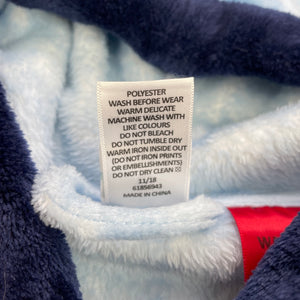 POLYESTER
WASH BEFORE WEAR
WARM DELICATE
MACHINE WASH WITH
LIKE COLOURS
DO NOT BLEACH
DO NOT TUMBLE DRY
WARM IRON INSIDE OUT
(DO NOT IRON PRINTS
OR EMBELLISHMENTS)
DO NOT DRY CLEAN
11/18
61856943
MADE IN CHINA